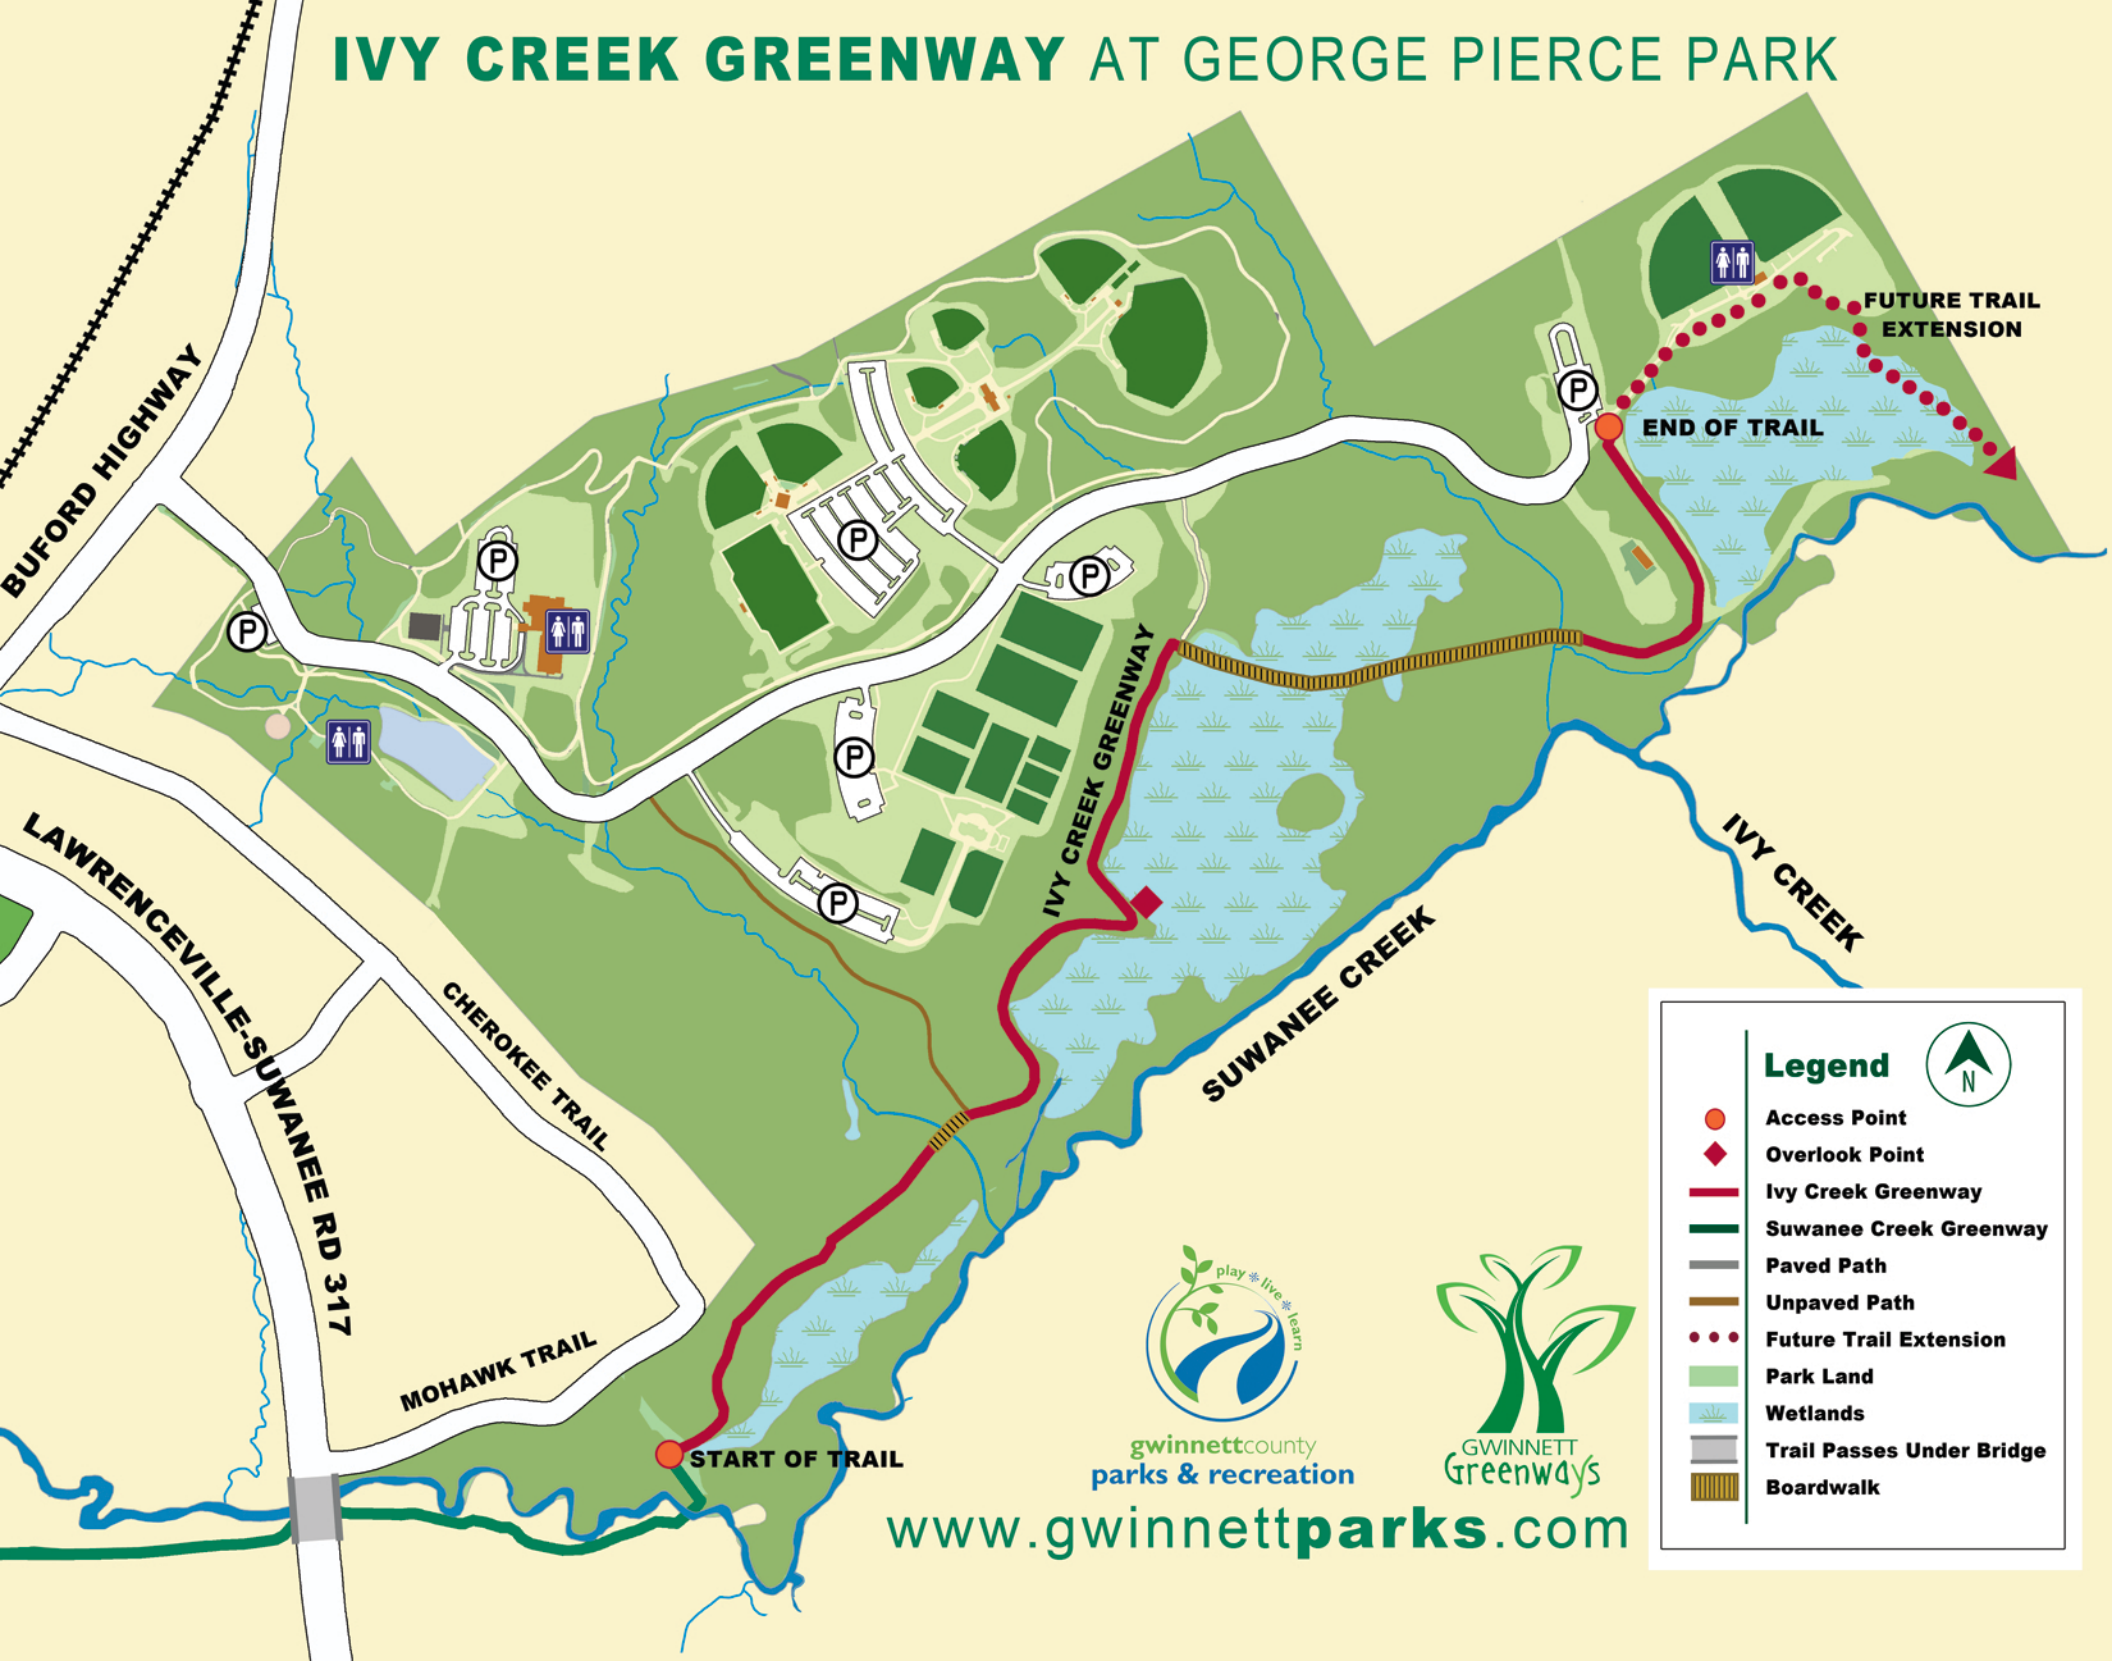 IVY CREEK GREENWAY AT GEORGE PIERCE PARK
BUFORD HIGHWAY
FUTURE TRAIL
EXTENSION
P
END OF TRAIL
P
P
P
P
IVY CREEK GREENWAY
P
P
LAWRENCEVILLE-SUWANEE RD 317
CHEROKEE TRAIL
MOHAWK TRAIL
SUWANEE CREEK
IVY CREEK
START OF TRAIL
play live learn
gwinnettcounty
parks & recreation
GWINNETT
Greenways
www.gwinnettparks.com
Legend
N
Access Point
Overlook Point
Ivy Creek Greenway
Suwanee Creek Greenway
Paved Path
Unpaved Path
Future Trail Extension
Park Land
Wetlands
Trail Passes Under Bridge
Boardwalk